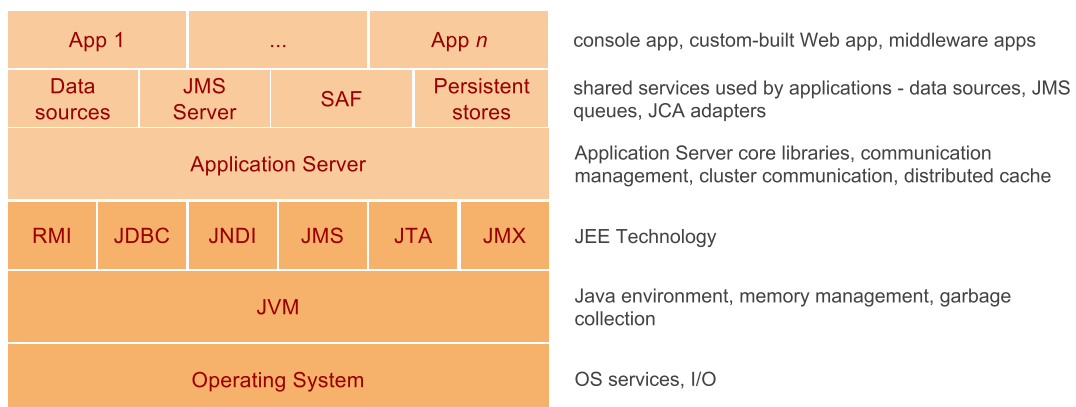 App 1
...
App n
console app, custom-built Web app, middleware apps
Data
sources
JMS
Server
SAF
Persistent
stores
shared services used by applications - data sources, JMS
queues, JCA adapters
Application Server
Application Server core libraries, communication
management, cluster communication, distributed cache
RMI
JDBC
JNDI
JMS
JTA
JMX
JEE Technology
JVM
Java environment, memory management, garbage
collection
Operating System
OS services, I/O